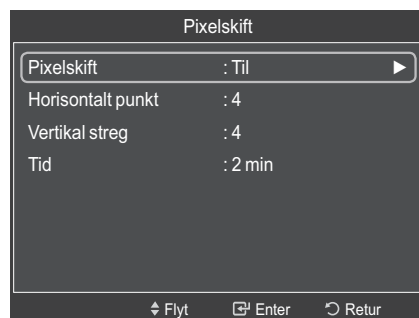 Pixelskift
Pixelskift : Til
Horisontalt punkt : 4
Vertikal streg : 4
Tid : 2 min
Flyt Enter Retur